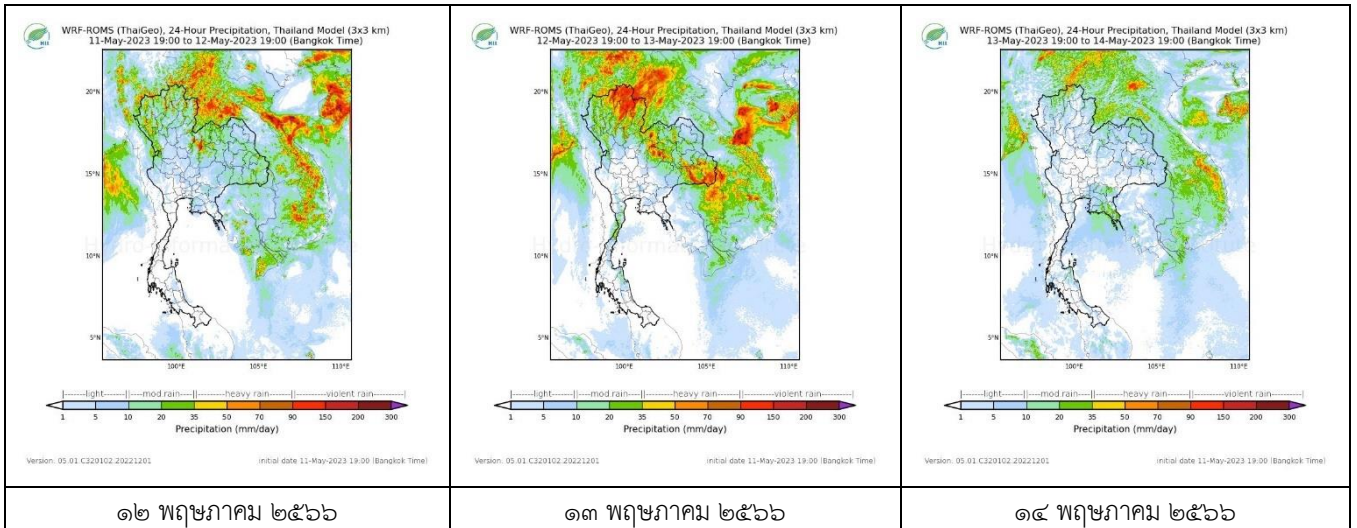 WRF-ROMS (ThaiGeo), 24-Hour Precipitation, Thailand Model (3x3 km)
11-May-2023 19:00 to 12-May-2023 19:00 (Bangkok Time)
20°N
15°N
10°N
5°N
100°E 105°E 110°E
|------light------||---mod rain---||--------heavy rain--------||--------violent rain--------|
1 5 10 20 35 50 70 90 150 200 300
Precipitation (mm/day)
Version: 05.01.C320102.20221201 initial date 11-May-2023 19:00 (Bangkok Time)
๑๒ พฤษภาคม ๒๕๖๖
WRF-ROMS (ThaiGeo), 24-Hour Precipitation, Thailand Model (3x3 km)
12-May-2023 19:00 to 13-May-2023 19:00 (Bangkok Time)
20°N
15°N
10°N
5°N
100°E 105°E 110°E
|------light------||---mod rain---||--------heavy rain--------||--------violent rain--------|
1 5 10 20 35 50 70 90 150 200 300
Precipitation (mm/day)
Version: 05.01.C320102.20221201 initial date 11-May-2023 19:00 (Bangkok Time)
๑๓ พฤษภาคม ๒๕๖๖
WRF-ROMS (ThaiGeo), 24-Hour Precipitation, Thailand Model (3x3 km)
13-May-2023 19:00 to 14-May-2023 19:00 (Bangkok Time)
20°N
15°N
10°N
5°N
100°E 105°E 110°E
|------light------||---mod rain---||--------heavy rain--------||--------violent rain--------|
1 5 10 20 35 50 70 90 150 200 300
Precipitation (mm/day)
Version: 05.01.C320102.20221201 initial date 11-May-2023 19:00 (Bangkok Time)
๑๔ พฤษภาคม ๒๕๖๖